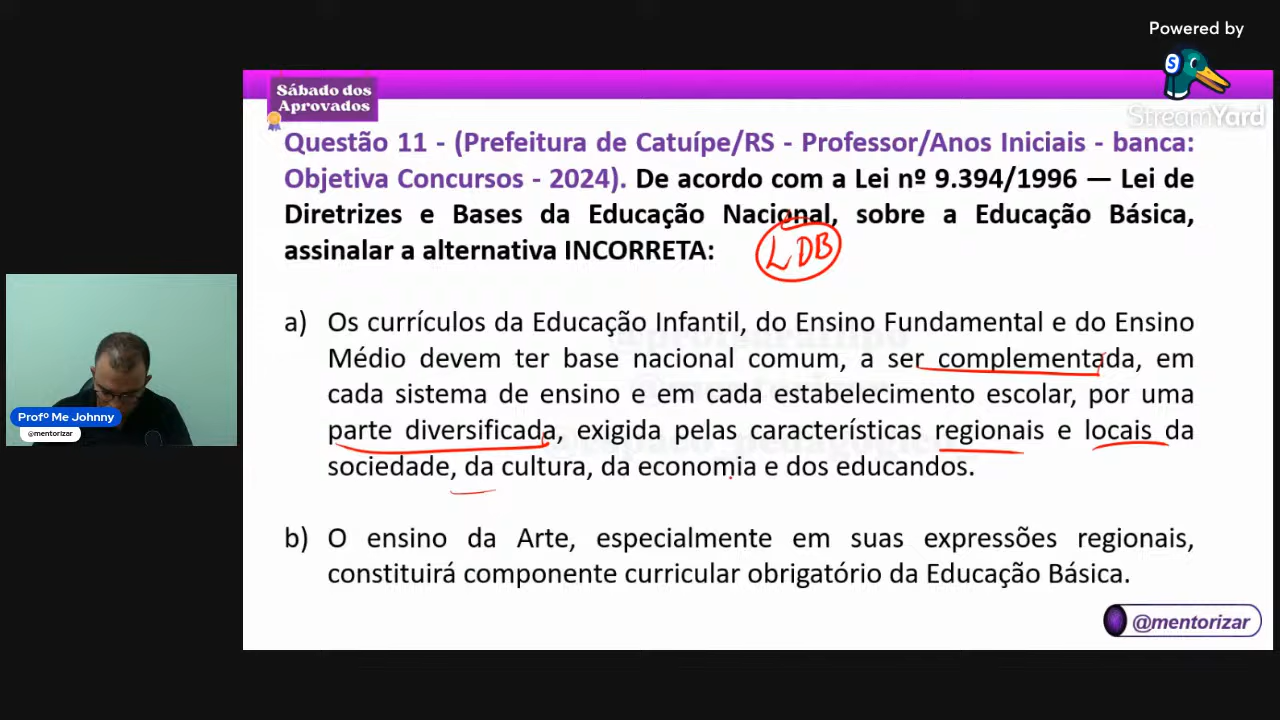 Powered by
StreamYard
Sábado dos
Aprovados
Questão 11 - (Prefeitura de Catuípe/RS - Professor/Anos Iniciais - banca:
Objetiva Concursos - 2024). De acordo com a Lei nº 9.394/1996 — Lei de
Diretrizes e Bases da Educação Nacional, sobre a Educação Básica,
assinalar a alternativa INCORRETA:
LDB
a) Os currículos da Educação Infantil, do Ensino Fundamental e do Ensino
Médio devem ter base nacional comum, a ser complementada, em
cada sistema de ensino e em cada estabelecimento escolar, por uma
parte diversificada, exigida pelas características regionais e locais da
sociedade, da cultura, da economia e dos educandos.
b) O ensino da Arte, especialmente em suas expressões regionais,
constituirá componente curricular obrigatório da Educação Básica.
Profº Me Johnny
@mentorizar
@mentorizar